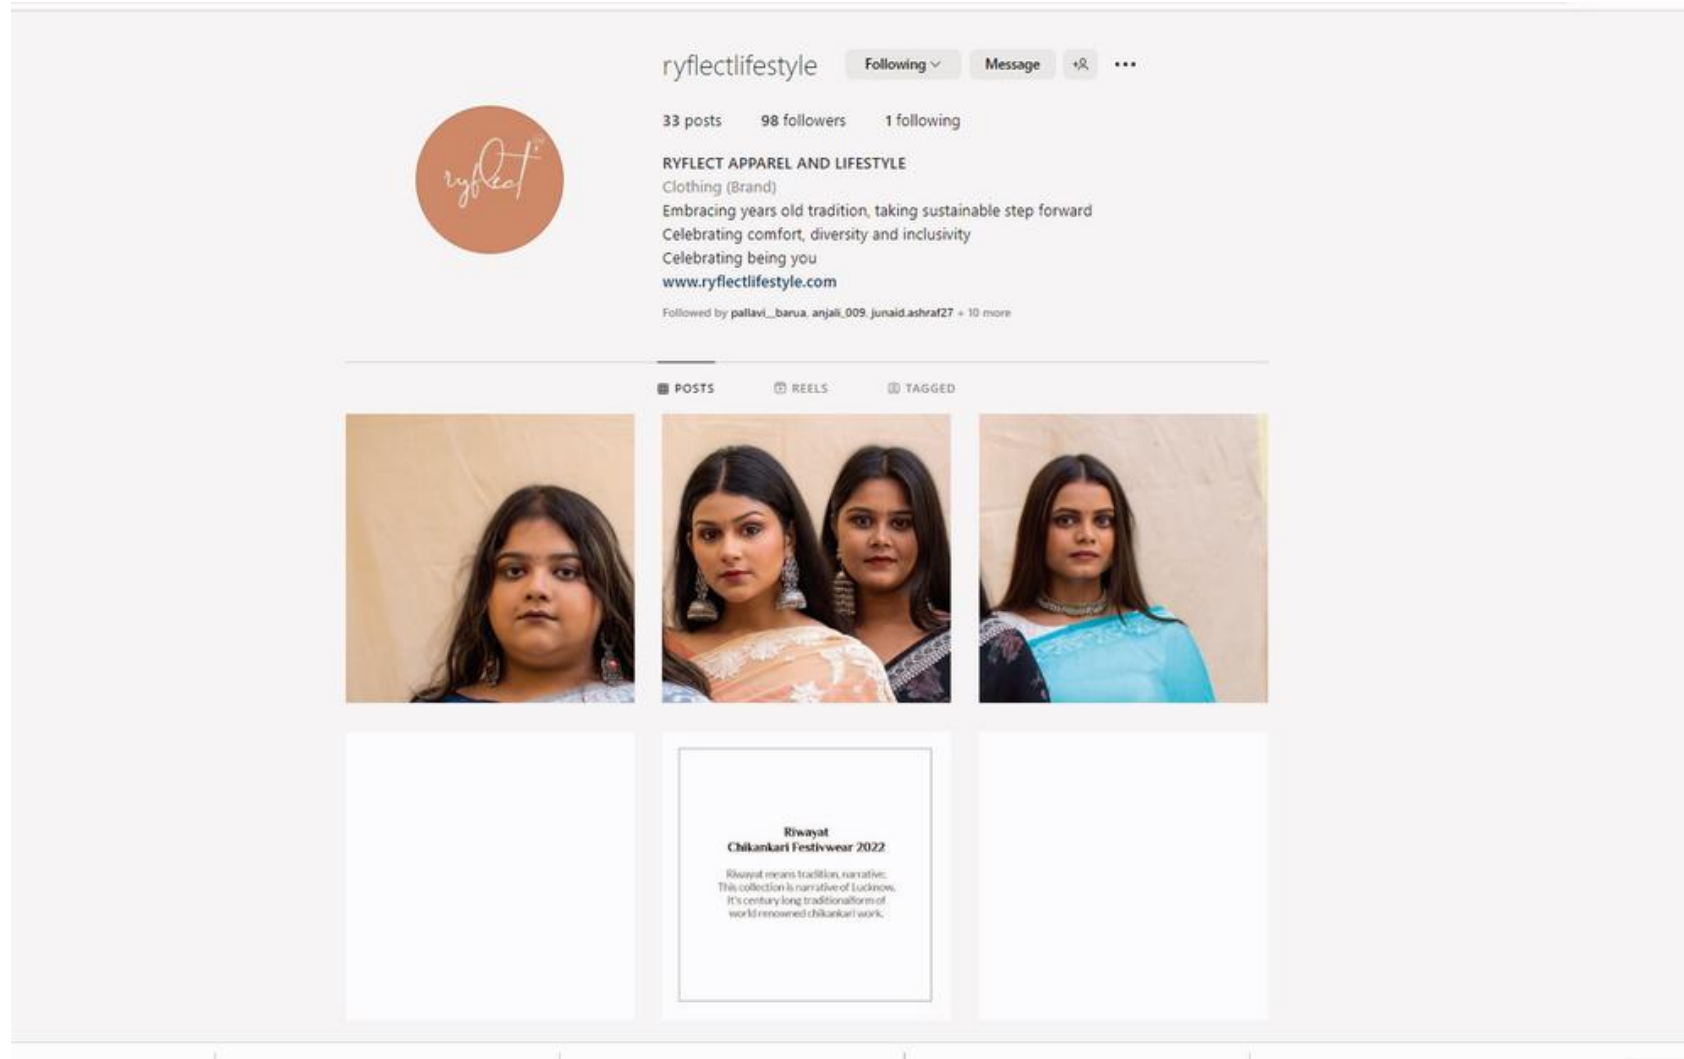 ryflectlifestyle Following Message
33 posts 98 followers 1 following
ryflect
RYFLECT APPAREL AND LIFESTYLE
Clothing (Brand)
Embracing years old tradition, taking sustainable step forward
Celebrating comfort, diversity and inclusivity
Celebrating being you
www.ryflectlifestyle.com
Followed by pallavi__barua, anjali_009, junaid.ashraf27 + 10 more
POSTS REELS TAGGED
Riwayat
Chikankari Festivwear 2022
Riwayat means tradition, narrative;
This collection is narrative of Lucknow.
It's century long traditionalform of
world renowned chikankari work.